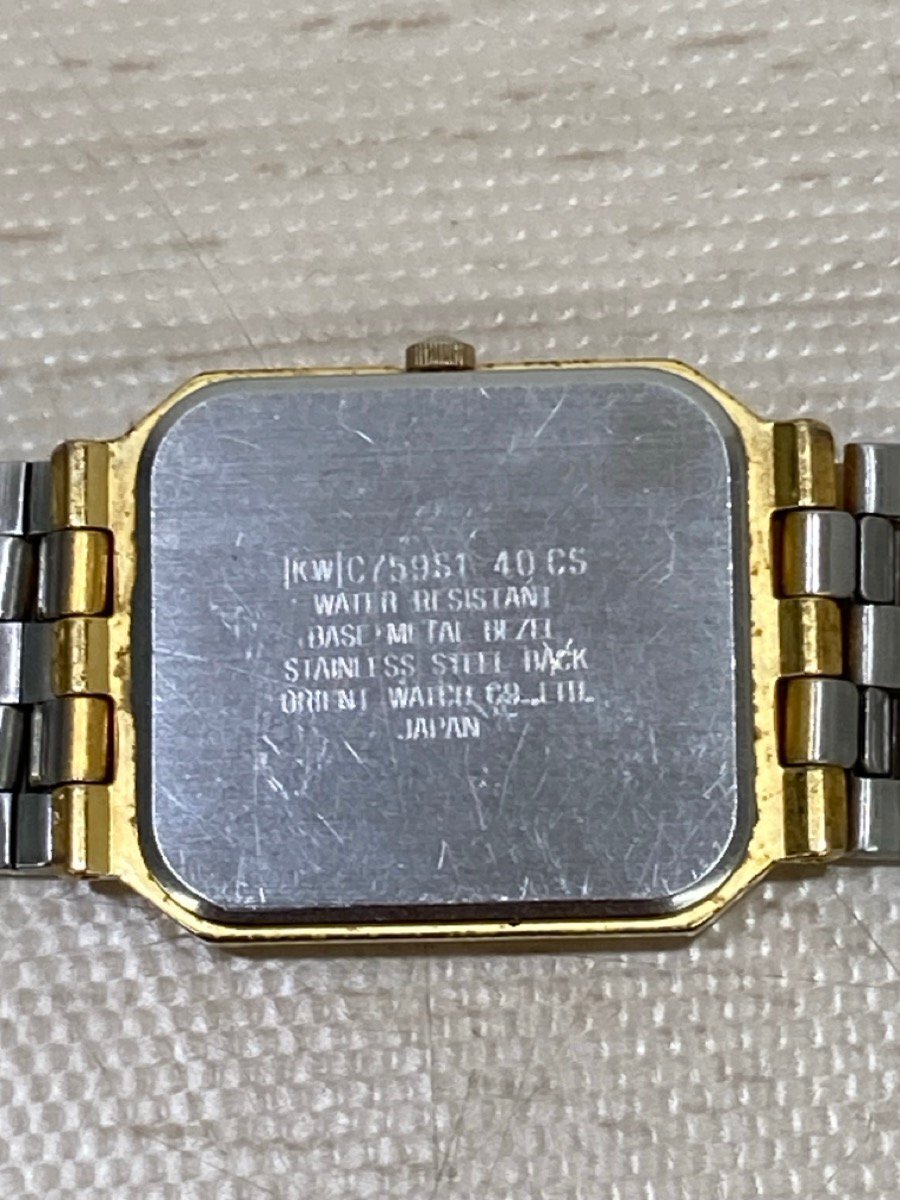 KW C759S1 40 CS
WATER RESISTANT
BASE METAL BEZEL
STAINLESS STEEL BACK
ORIENT WATCH CO.,LTD.
JAPAN